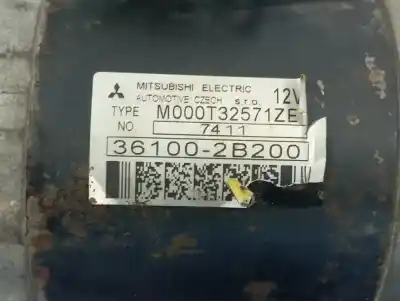 MITSUBISHI ELECTRIC
AUTOMOTIVE CZECH s.r.o. 12V
TYPE M000T32571ZE
NO 7411
36100-2B200